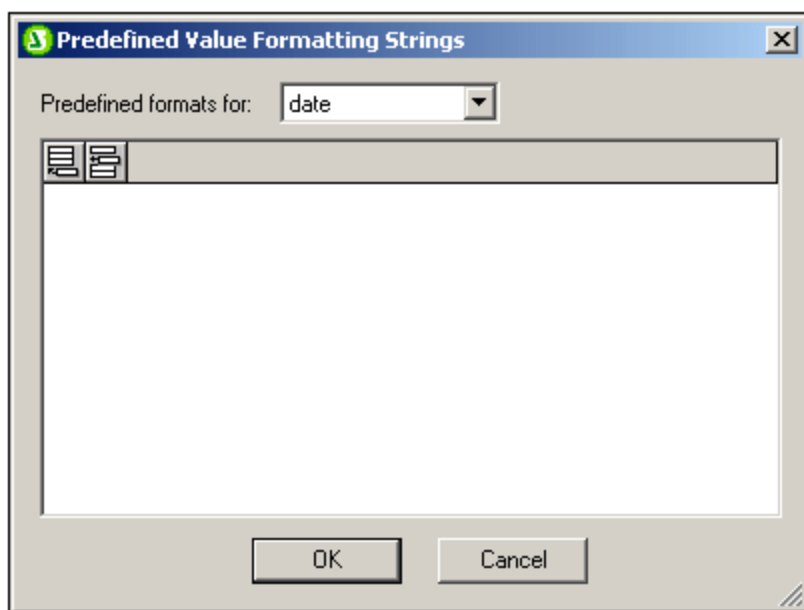 Predefined Value Formatting Strings
Predefined formats for: date
OK Cancel